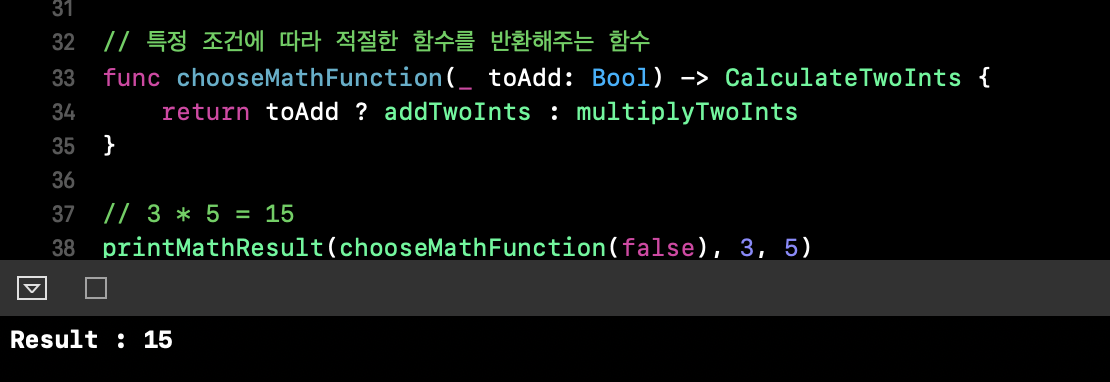 31
32 // 특정 조건에 따라 적절한 함수를 반환해주는 함수
33 func chooseMathFunction(_ toAdd: Bool) -> CalculateTwoInts {
34     return toAdd ? addTwoInts : multiplyTwoInts
35 }
36
37 // 3 * 5 = 15
38 printMathResult(chooseMathFunction(false), 3, 5)
Result : 15